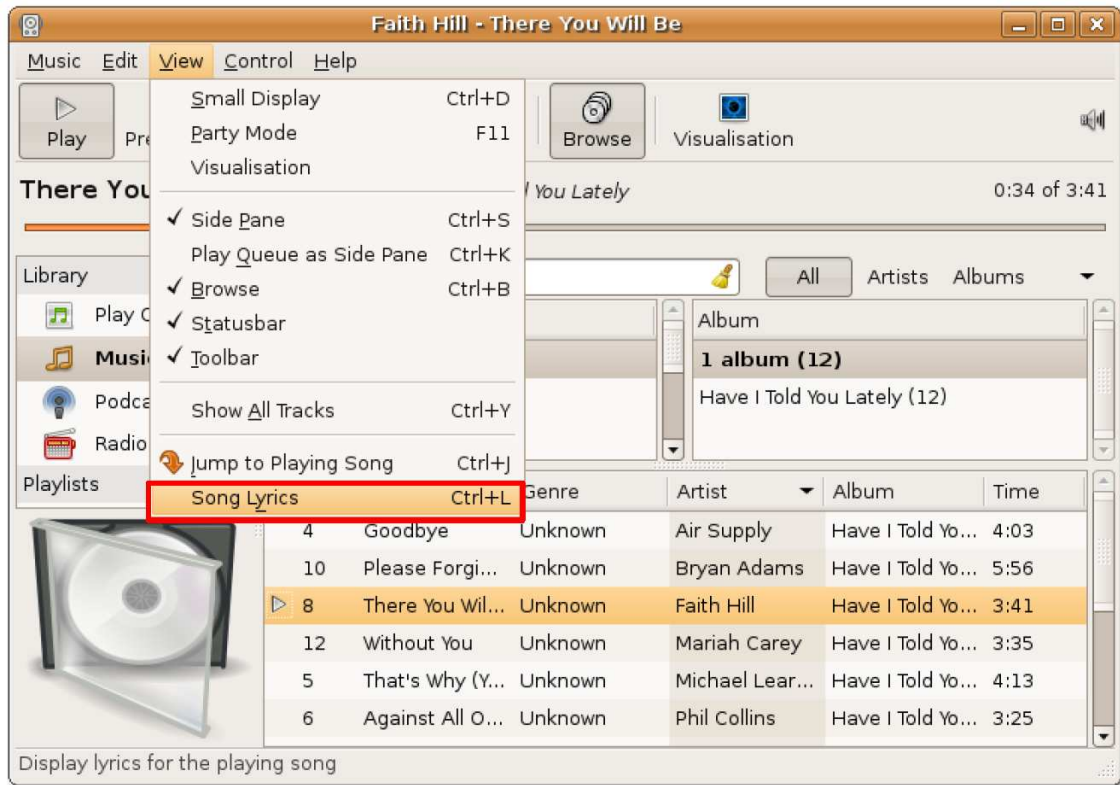 Faith Hill - There You Will Be
Music Edit View Control Help
Play Browse Visualisation
Small Display Ctrl+D
Party Mode F11
Visualisation
There You You Lately 0:34 of 3:41
Side Pane Ctrl+S
Play Queue as Side Pane Ctrl+K
Library All Artists Albums
Browse Ctrl+B
Statusbar Album
Toolbar 1 album (12)
Show All Tracks Ctrl+Y Have I Told You Lately (12)
Radio
Jump to Playing Song Ctrl+J
Playlists Genre Artist Album Time
Song Lyrics Ctrl+L
4 Goodbye Unknown Air Supply Have I Told Yo... 4:03
10 Please Forgi... Unknown Bryan Adams Have I Told Yo... 5:56
8 There You Wil... Unknown Faith Hill Have I Told Yo... 3:41
12 Without You Unknown Mariah Carey Have I Told Yo... 3:35
5 That's Why (Y... Unknown Michael Lear... Have I Told Yo... 4:13
6 Against All O... Unknown Phil Collins Have I Told Yo... 3:25
Display lyrics for the playing song